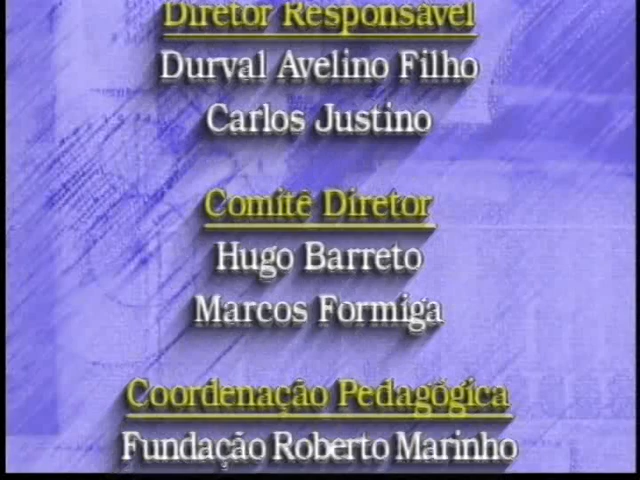 Diretor Responsável
Durval Avelino Filho
Carlos Justino
Comitê Diretor
Hugo Barreto
Marcos Formiga
Coordenação Pedagógica
Fundação Roberto Marinho